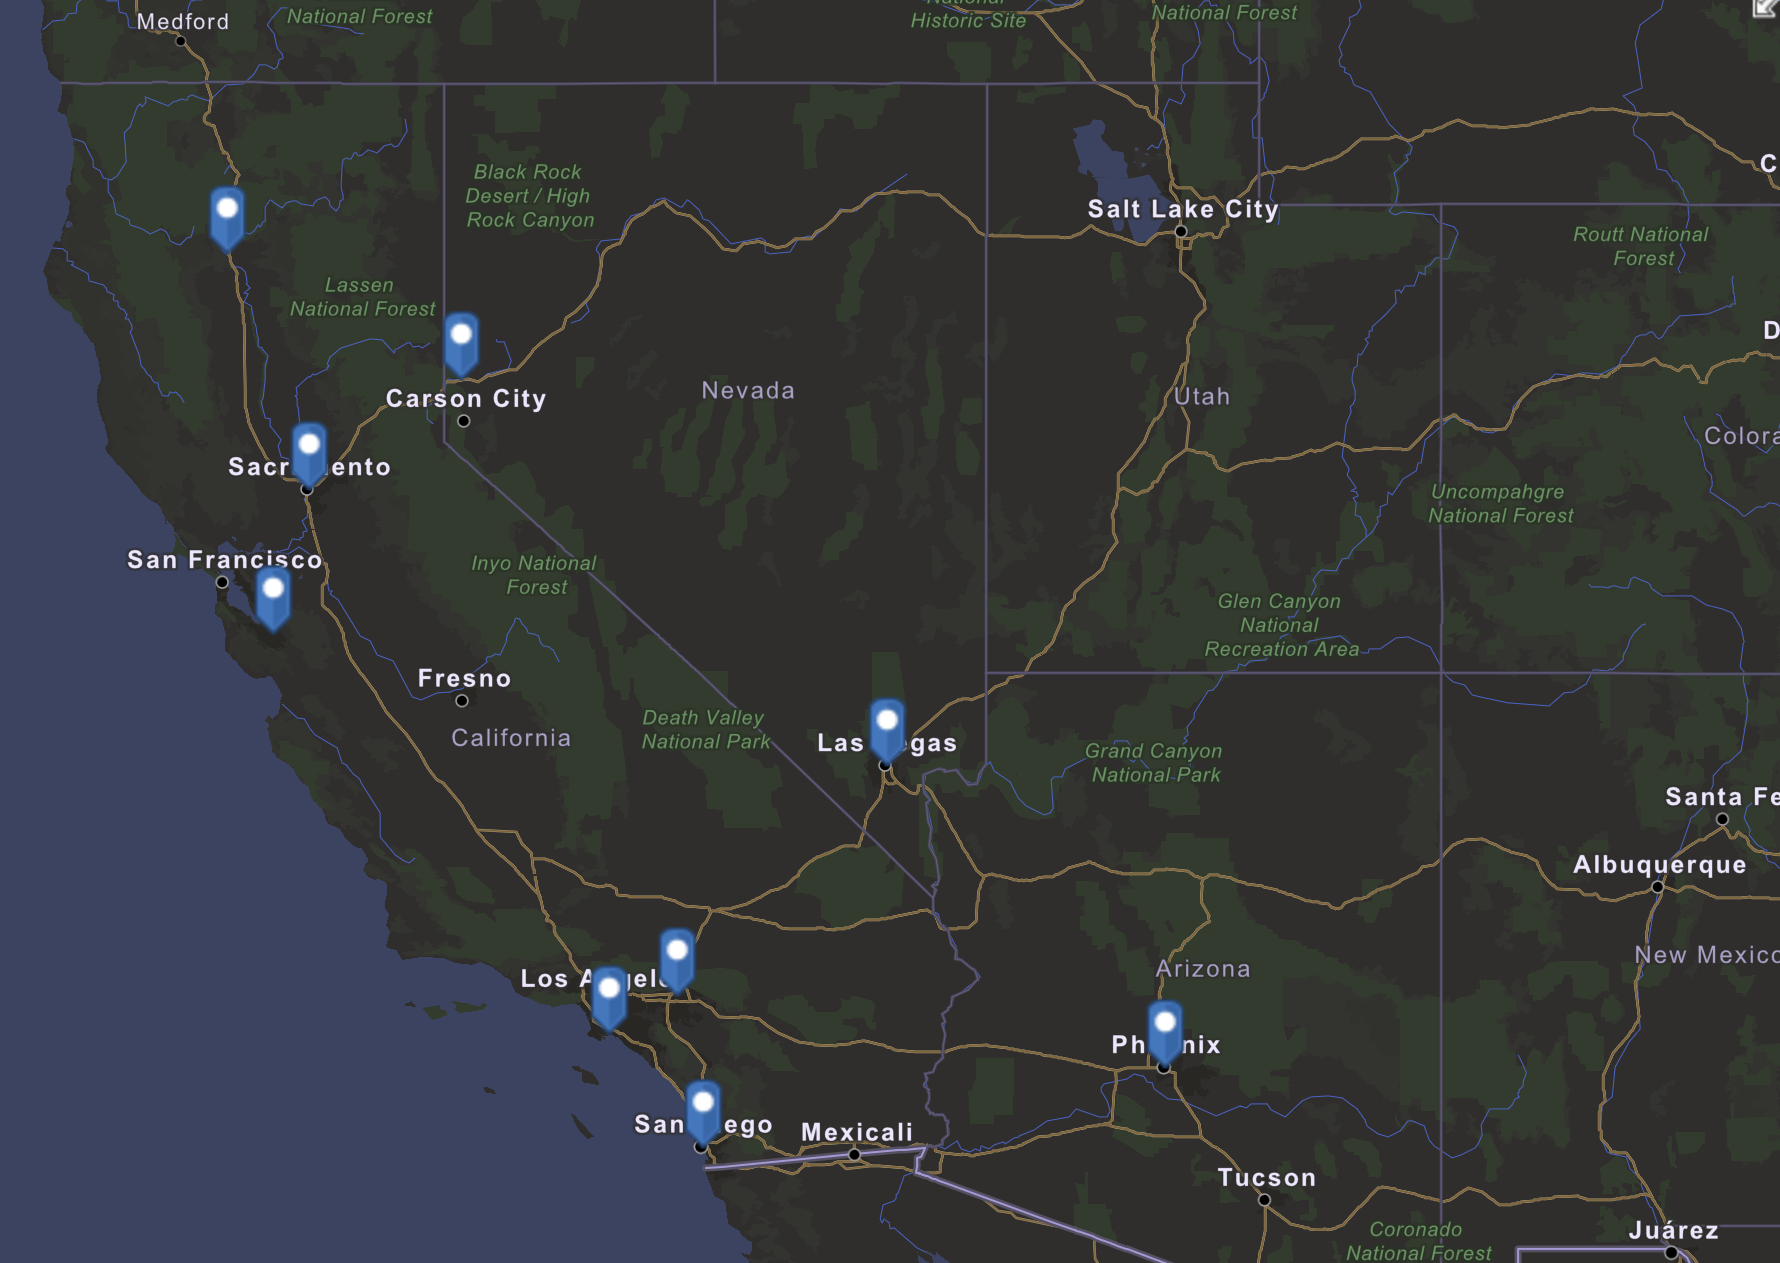 Medford
National Forest
National
Historic Site
National Forest
Black Rock
Desert / High
Rock Canyon
C
Salt Lake City
Routt National
Forest
Lassen
National Forest
D
Carson City
Nevada
Utah
Colora
Sacr ento
Uncompahgre
National Forest
San Francisco
Inyo National
Forest
Glen Canyon
National
Recreation Area
Fresno
California
Death Valley
National Park
Las egas
Grand Canyon
National Park
Santa Fe
Albuquerque
New Mexico
Los A gel
Arizona
Ph nix
San ego
Mexicali
Tucson
Coronado
National Forest
Juárez